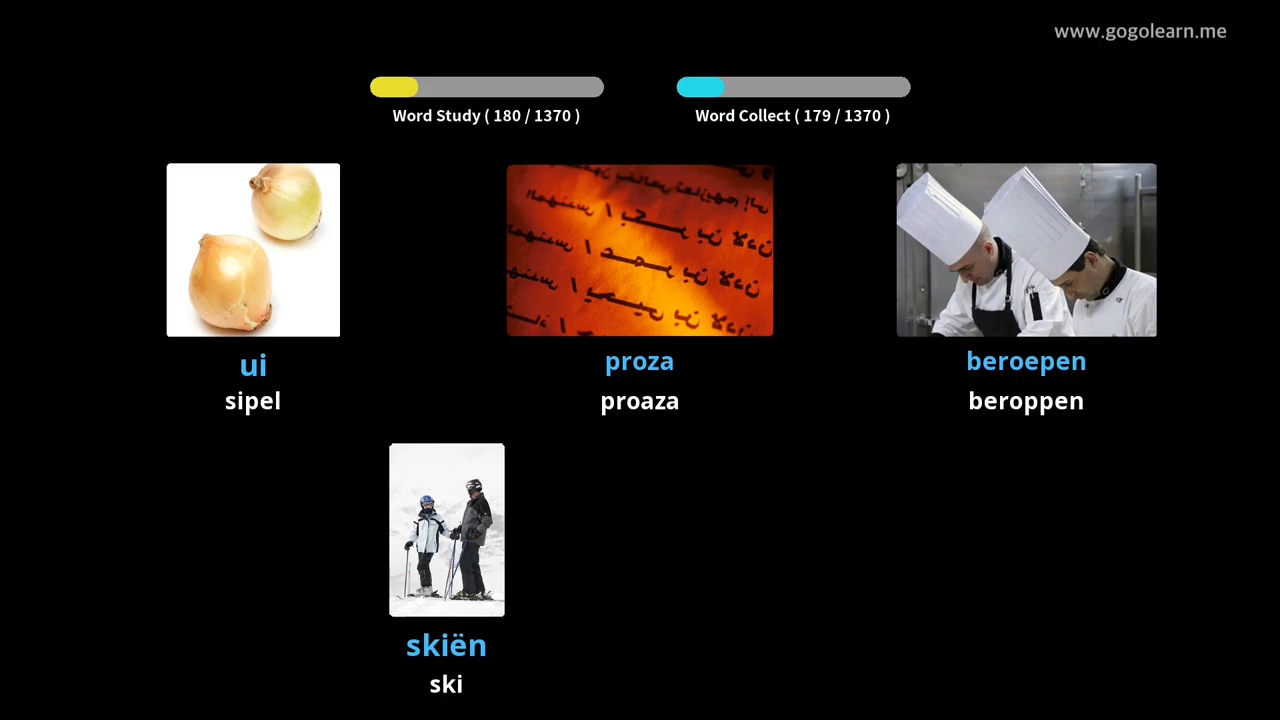 www.gogolearn.me
Word Study ( 180 / 1370 )
Word Collect ( 179 / 1370 )
ui
sipel
proza
proaza
beroepen
beroppen
skiën
ski